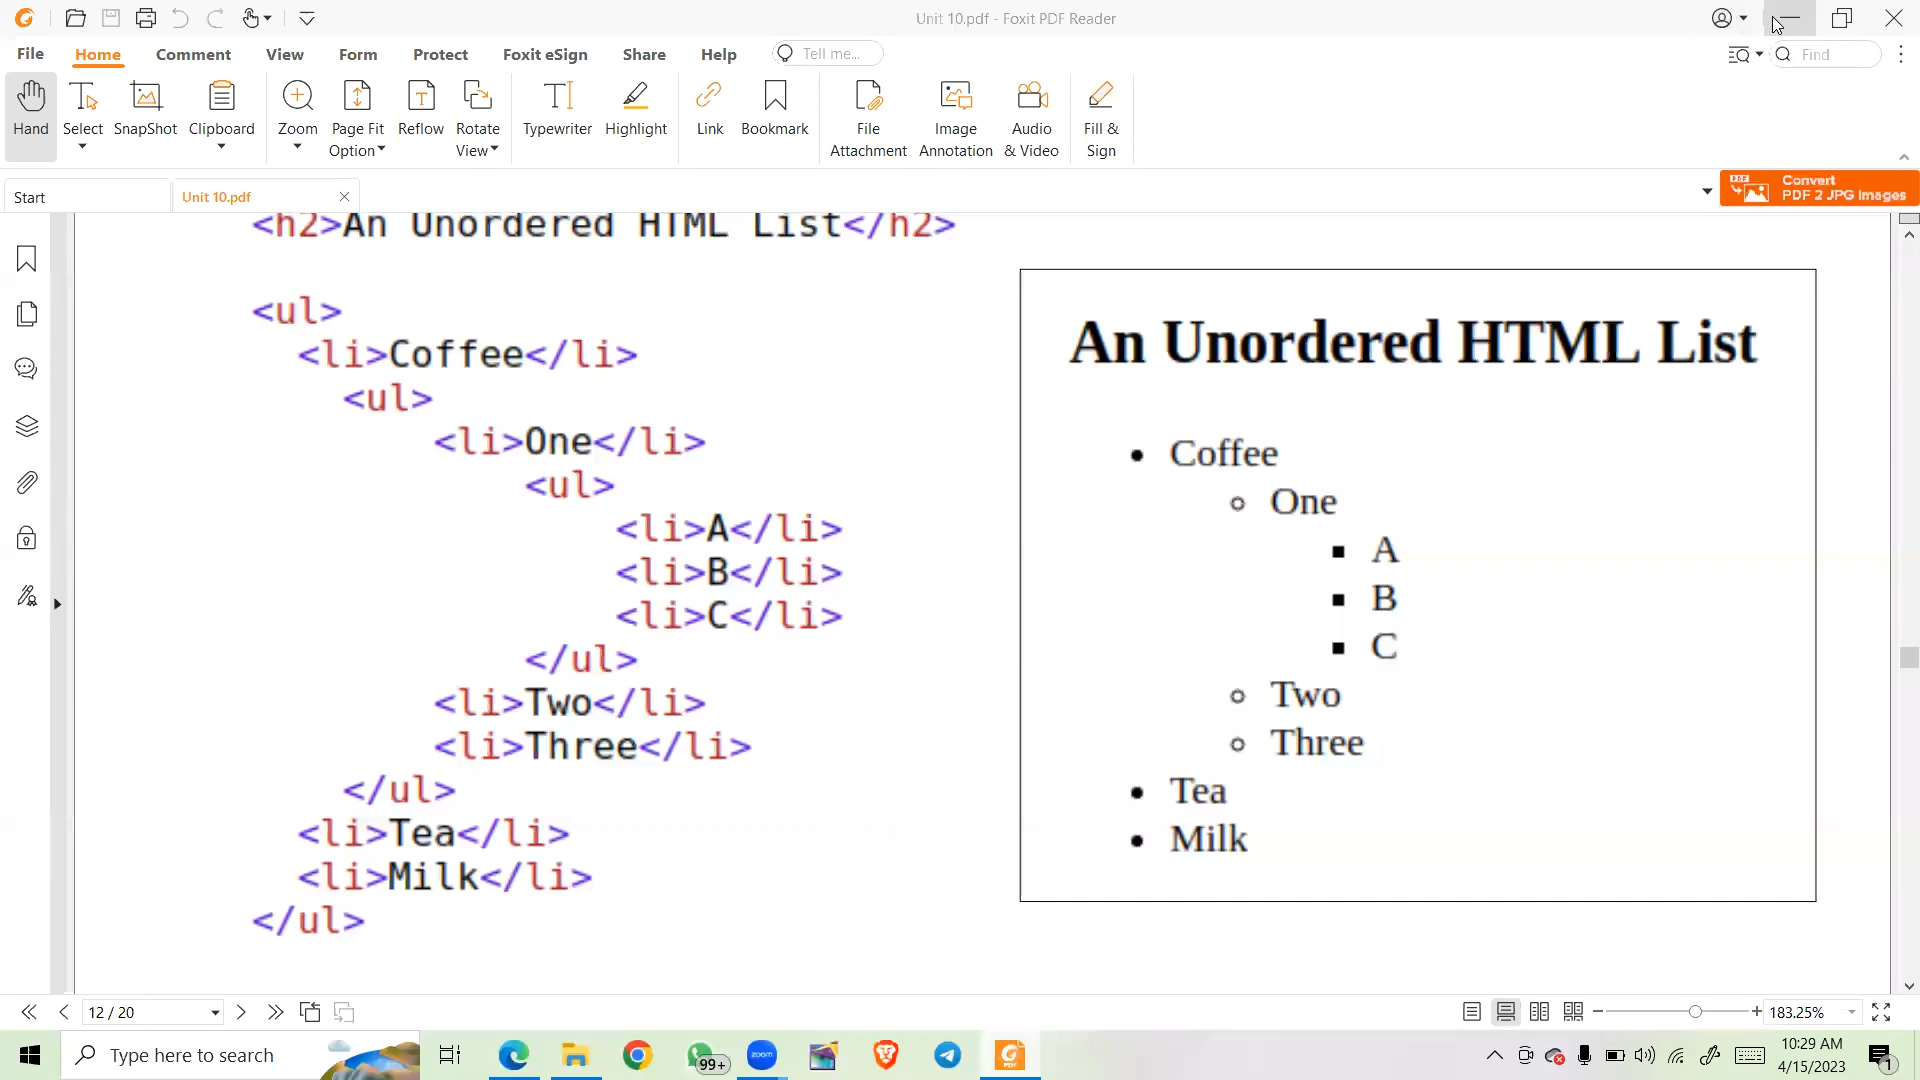 Unit 10.pdf - Foxit PDF Reader
File Home Comment View Form Protect Foxit eSign Share Help Tell me... Find
Hand Select SnapShot Clipboard Zoom Page Fit Option Reflow Rotate View Typewriter Highlight Link Bookmark File Attachment Image Annotation Audio & Video Fill & Sign
Start Unit 10.pdf PDF Convert
PDF 2 JPG Images
<h2>An Unordered HTML List</h2>
<ul>
<li>Coffee</li>
<ul>
<li>One</li>
<ul>
<li>A</li>
<li>B</li>
<li>C</li>
</ul>
<li>Two</li>
<li>Three</li>
</ul>
<li>Tea</li>
<li>Milk</li>
</ul>
An Unordered HTML List
• Coffee
◦ One
▪ A
▪ B
▪ C
◦ Two
◦ Three
• Tea
• Milk
12 / 20 183.25%
Type here to search 99+ zoom PDF 10:29 AM
4/15/2023 1